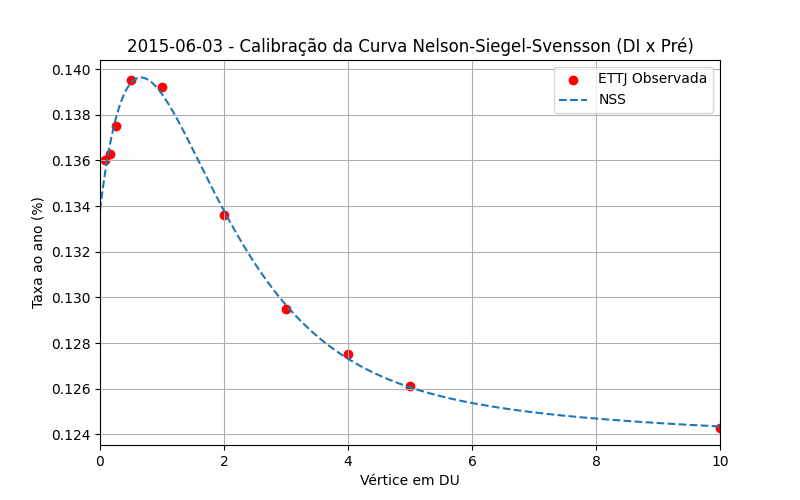 2015-06-03 - Calibração da Curva Nelson-Siegel-Svensson (DI x Pré)
ETTJ Observada
NSS
Taxa ao ano (%)
0.140
0.138
0.136
0.134
0.132
0.130
0.128
0.126
0.124
0 2 4 6 8 10
Vértice em DU